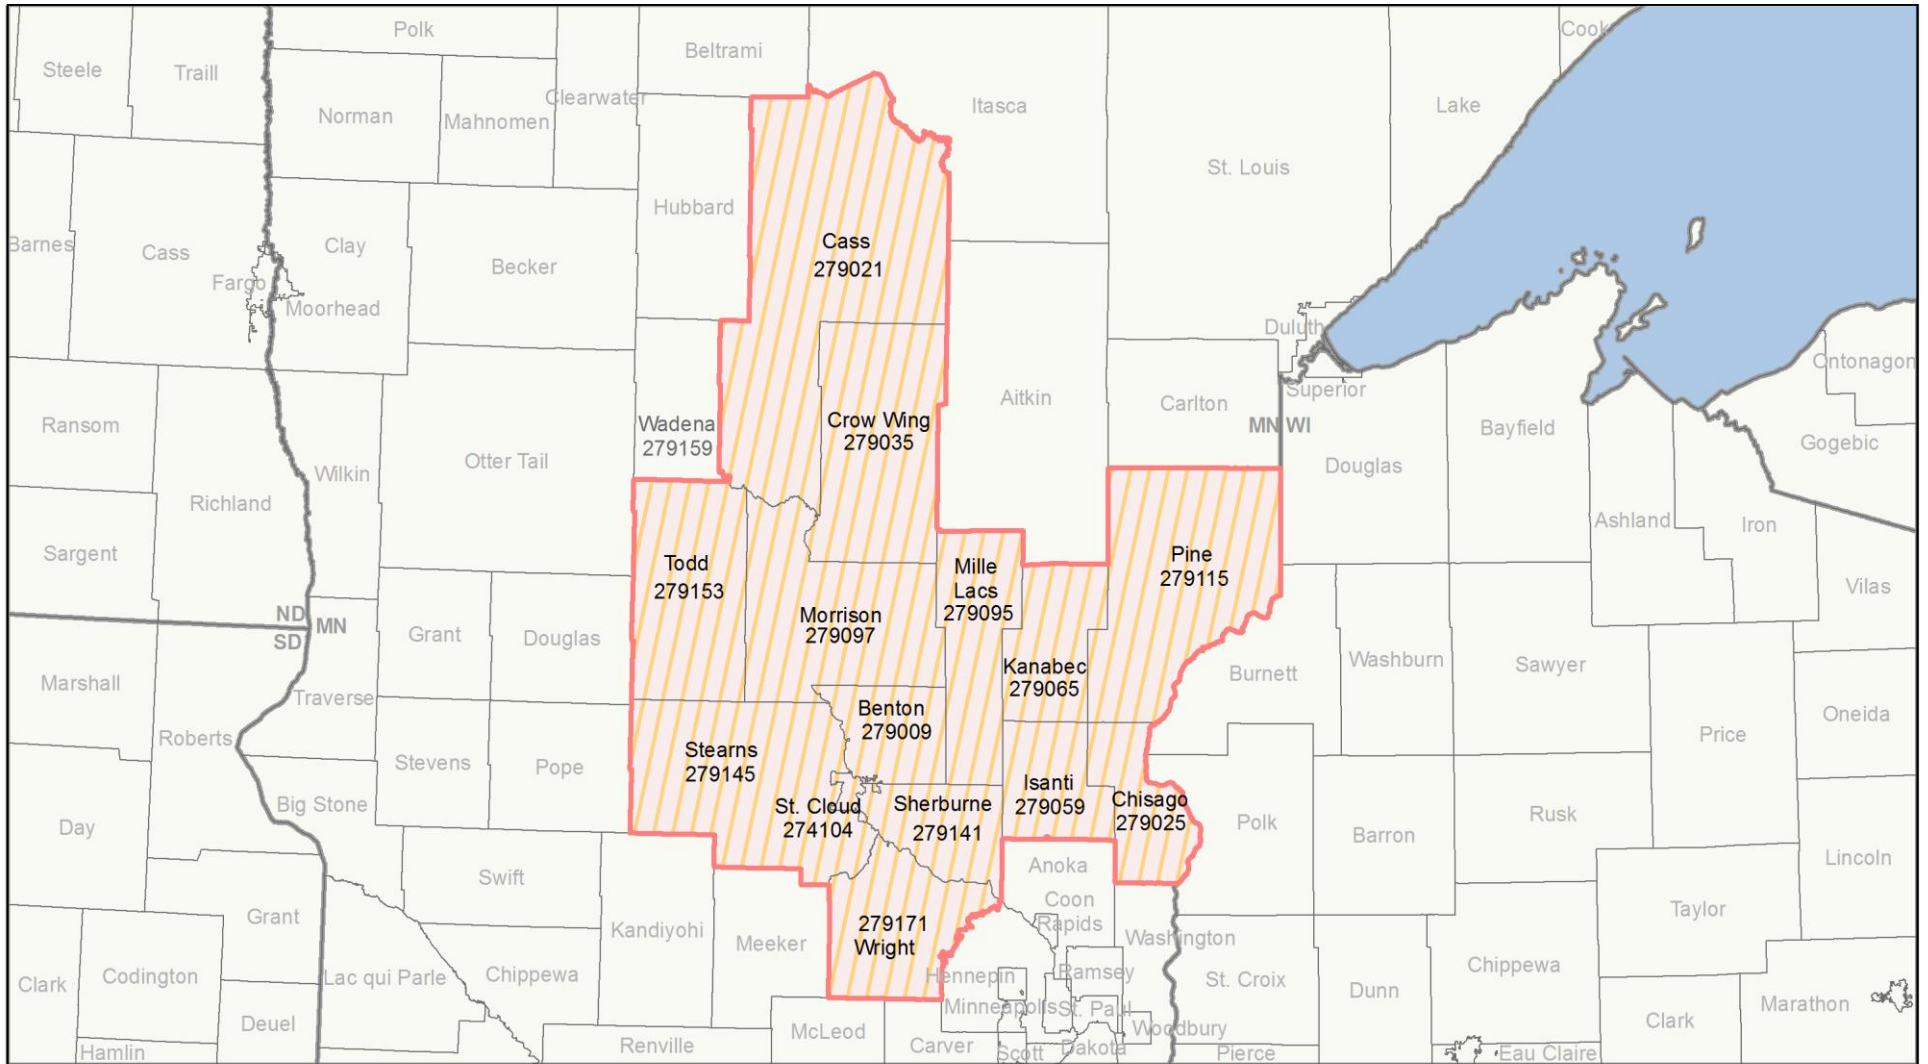 Polk
Beltrami
Cook
Steele
Traill
Clearwater
Itasca
Lake
Norman
Mahnomen
St. Louis
Hubbard
Barnes
Cass
Clay
Becker
Cass
279021
Fargo
Moorhead
Duluth
Ontonagon
Superior
Ransom
Wadena
279159
Crow Wing
279035
Aitkin
Carlton
MN
WI
Bayfield
Gogebic
Wilkin
Otter Tail
Douglas
Richland
Ashland
Iron
Sargent
Todd
279153
Mille
Lacs
279095
Pine
279115
Vilas
ND
SD
MN
Grant
Douglas
Morrison
279097
Kanabec
279065
Burnett
Washburn
Sawyer
Marshall
Traverse
Roberts
Benton
279009
Oneida
Price
Stearns
279145
Stevens
Pope
Big Stone
Isanti
279059
Chisago
279025
St. Cloud
274104
Sherburne
279141
Day
Polk
Barron
Rusk
Lincoln
Anoka
Swift
Grant
Coon
Rapids
Kandiyohi
Meeker
279171
Wright
Washington
Taylor
Clark
Codington
Lac qui Parle
Chippewa
Hennepin
Ramsey
St. Croix
Dunn
Chippewa
Marathon
Minneapolis
St. Paul
Deuel
McLeod
Woodbury
Clark
Hamlin
Renville
Carver
Scott
Dakota
Pierce
Eau Claire